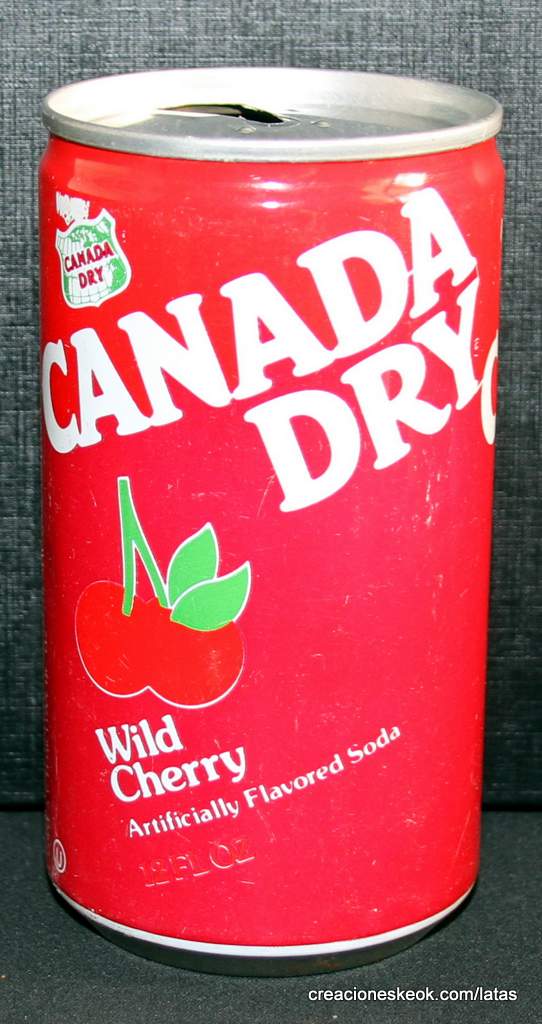 CANADA
DRY
CANADA
DRY
C
Wild
Cherry
Artificially Flavored Soda
12 FL OZ
U
creacioneskeok.com/latas